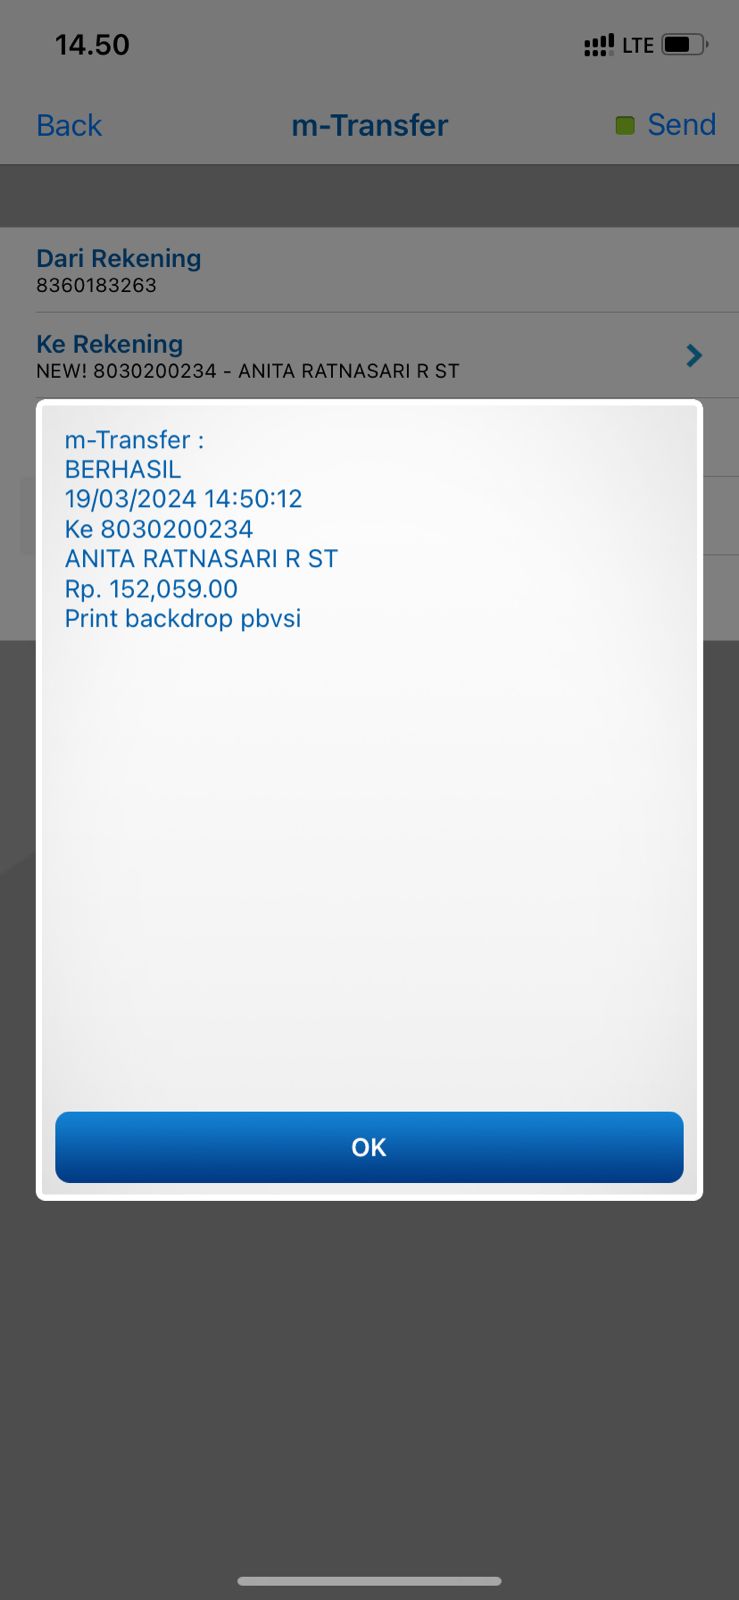 14.50
LTE
Back
m-Transfer
Send
Dari Rekening
8360183263
Ke Rekening
NEW! 8030200234 - ANITA RATNASARI R ST
m-Transfer :
BERHASIL
19/03/2024 14:50:12
Ke 8030200234
ANITA RATNASARI R ST
Rp. 152,059.00
Print backdrop pbvsi
OK